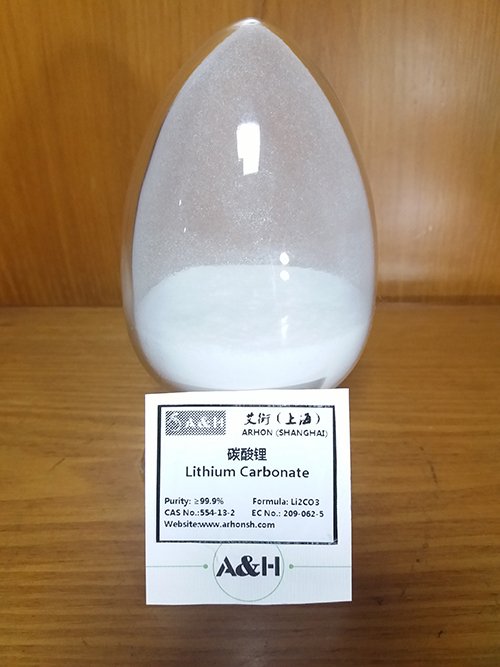 A&H 艾衔（上海）
ARHON (SHANGHAI)
碳酸锂
Lithium Carbonate
Purity: ≥99.9% Formula: Li2CO3
CAS No.:554-13-2 EC No.: 209-062-5
Website:www.arhonsh.com
A&H